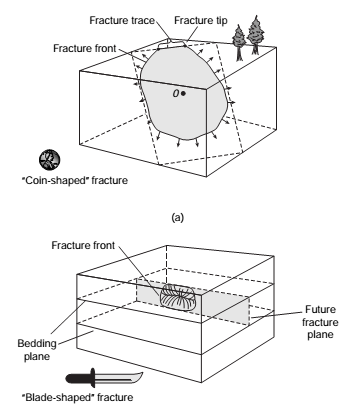 Fracture trace
Fracture tip
Fracture front
O
"Coin-shaped" fracture
(a)
Fracture front
Future
fracture
plane
Bedding
plane
"Blade-shaped" fracture